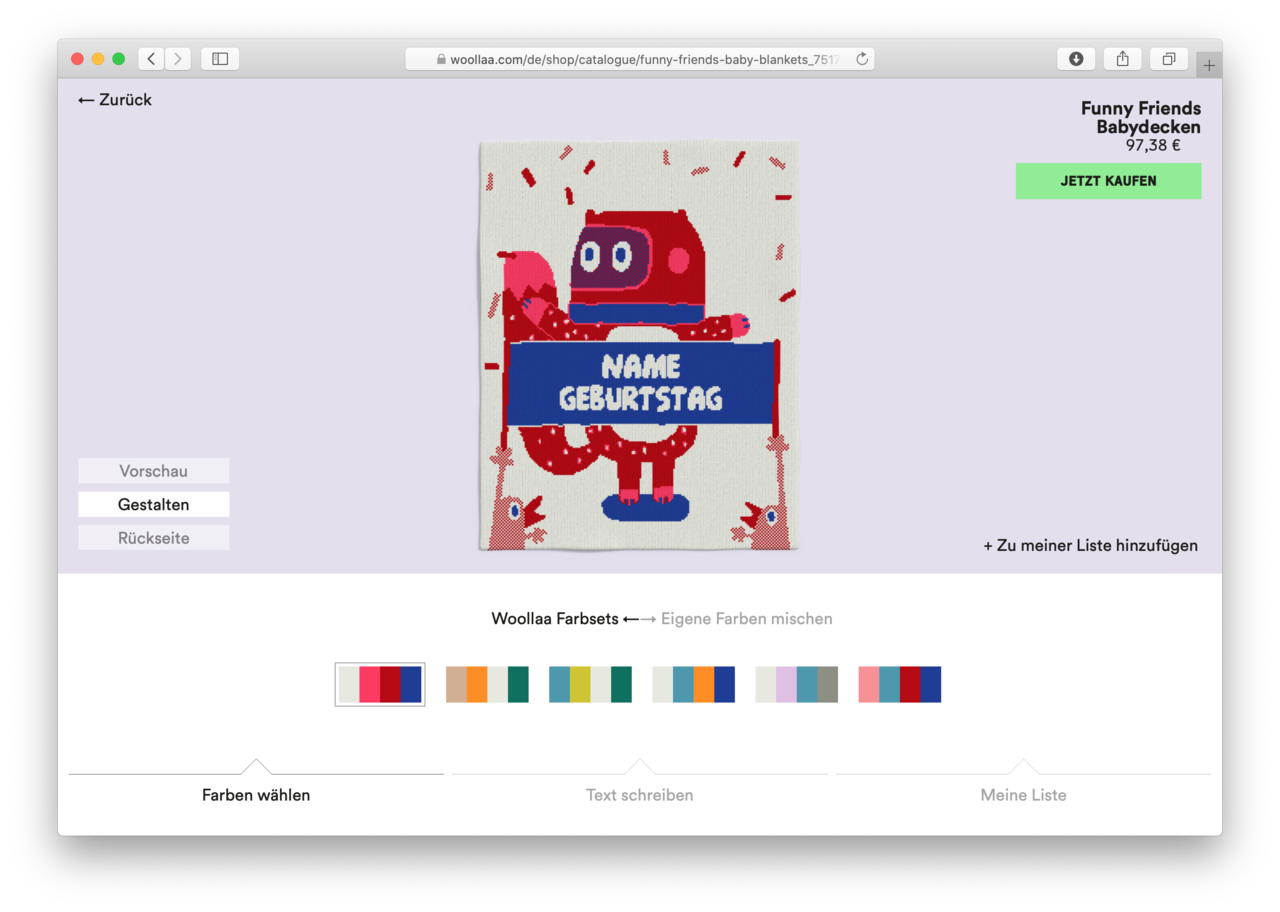 woollaa.com/de/shop/catalogue/funny-friends-baby-blankets_7517
← Zurück
Funny Friends
Babydecken
97,38 €
JETZT KAUFEN
NAME
GEBURTSTAG
Vorschau
Gestalten
Rückseite
+ Zu meiner Liste hinzufügen
Woollaa Farbsets ←→ Eigene Farben mischen
Farben wählen
Text schreiben
Meine Liste